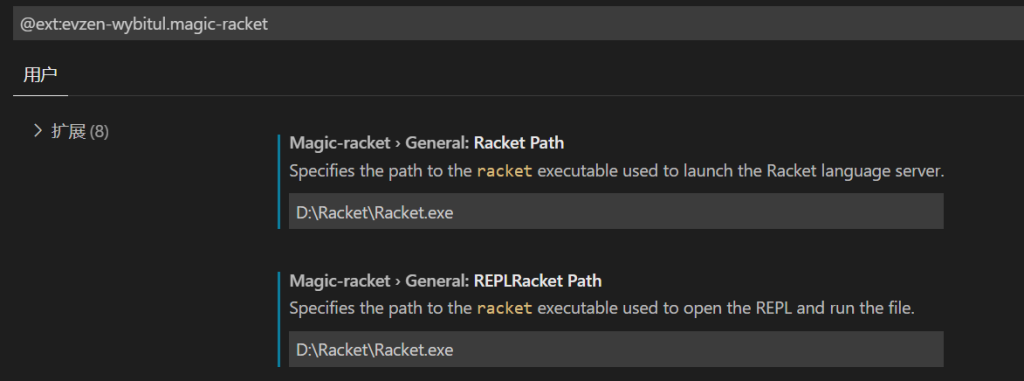 @ext:evzen-wybitul.magic-racket
用户
扩展 (8)
Magic-racket › General: Racket Path
Specifies the path to the racket executable used to launch the Racket language server.
D:\Racket\Racket.exe
Magic-racket › General: REPLRacket Path
Specifies the path to the racket executable used to open the REPL and run the file.
D:\Racket\Racket.exe